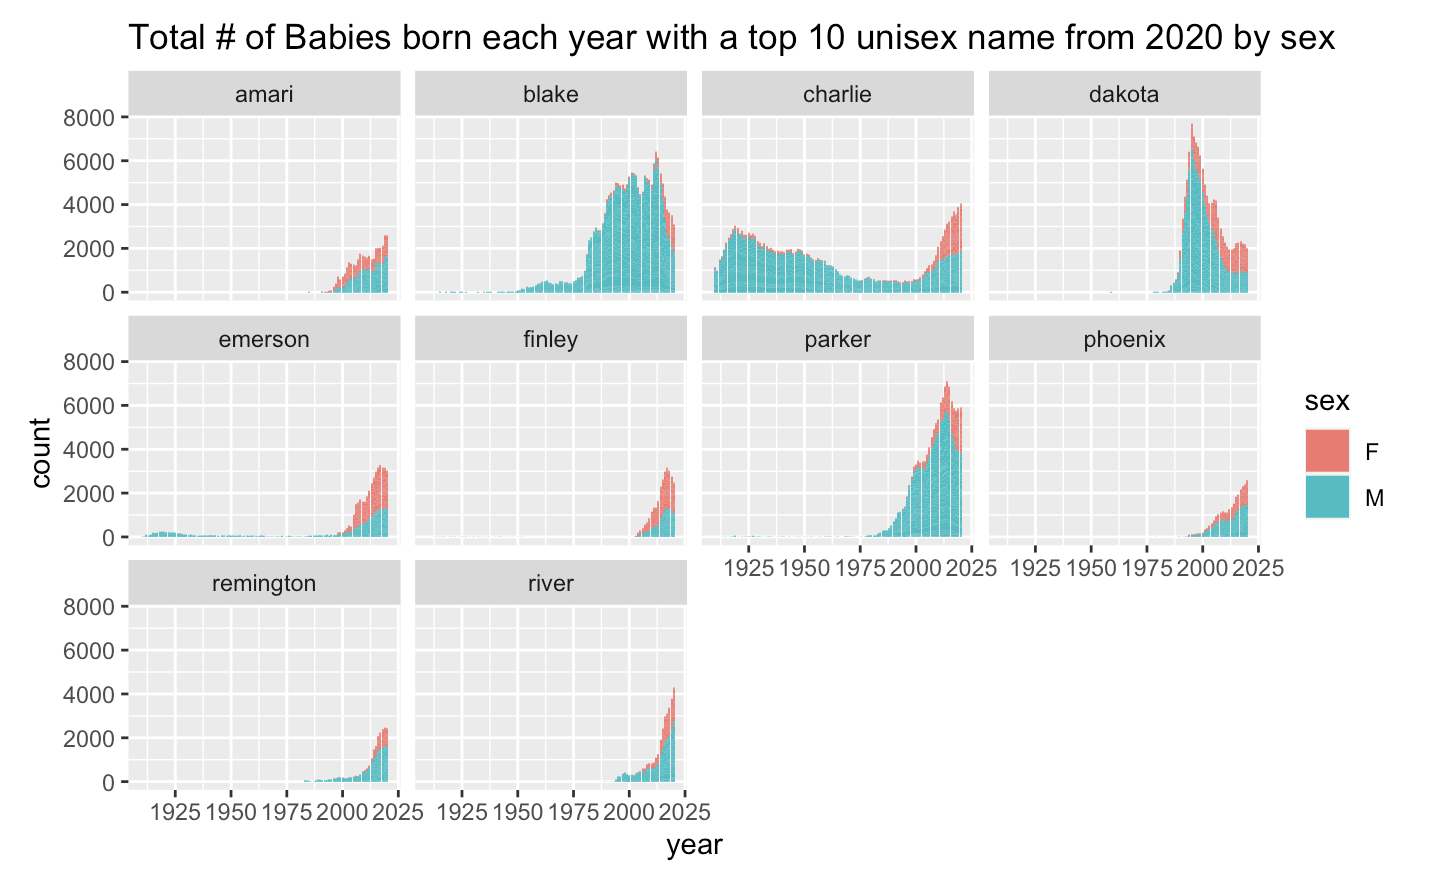 Total # of Babies born each year with a top 10 unisex name from 2020 by sex
amari blake charlie dakota
8000
6000
4000
2000
0
emerson finley parker phoenix
8000
6000
4000
2000
0
1925 1950 1975 2000 2025 1925 1950 1975 2000 2025
remington river
8000
6000
4000
2000
0
1925 1950 1975 2000 2025 1925 1950 1975 2000 2025
year
count
sex
F
M